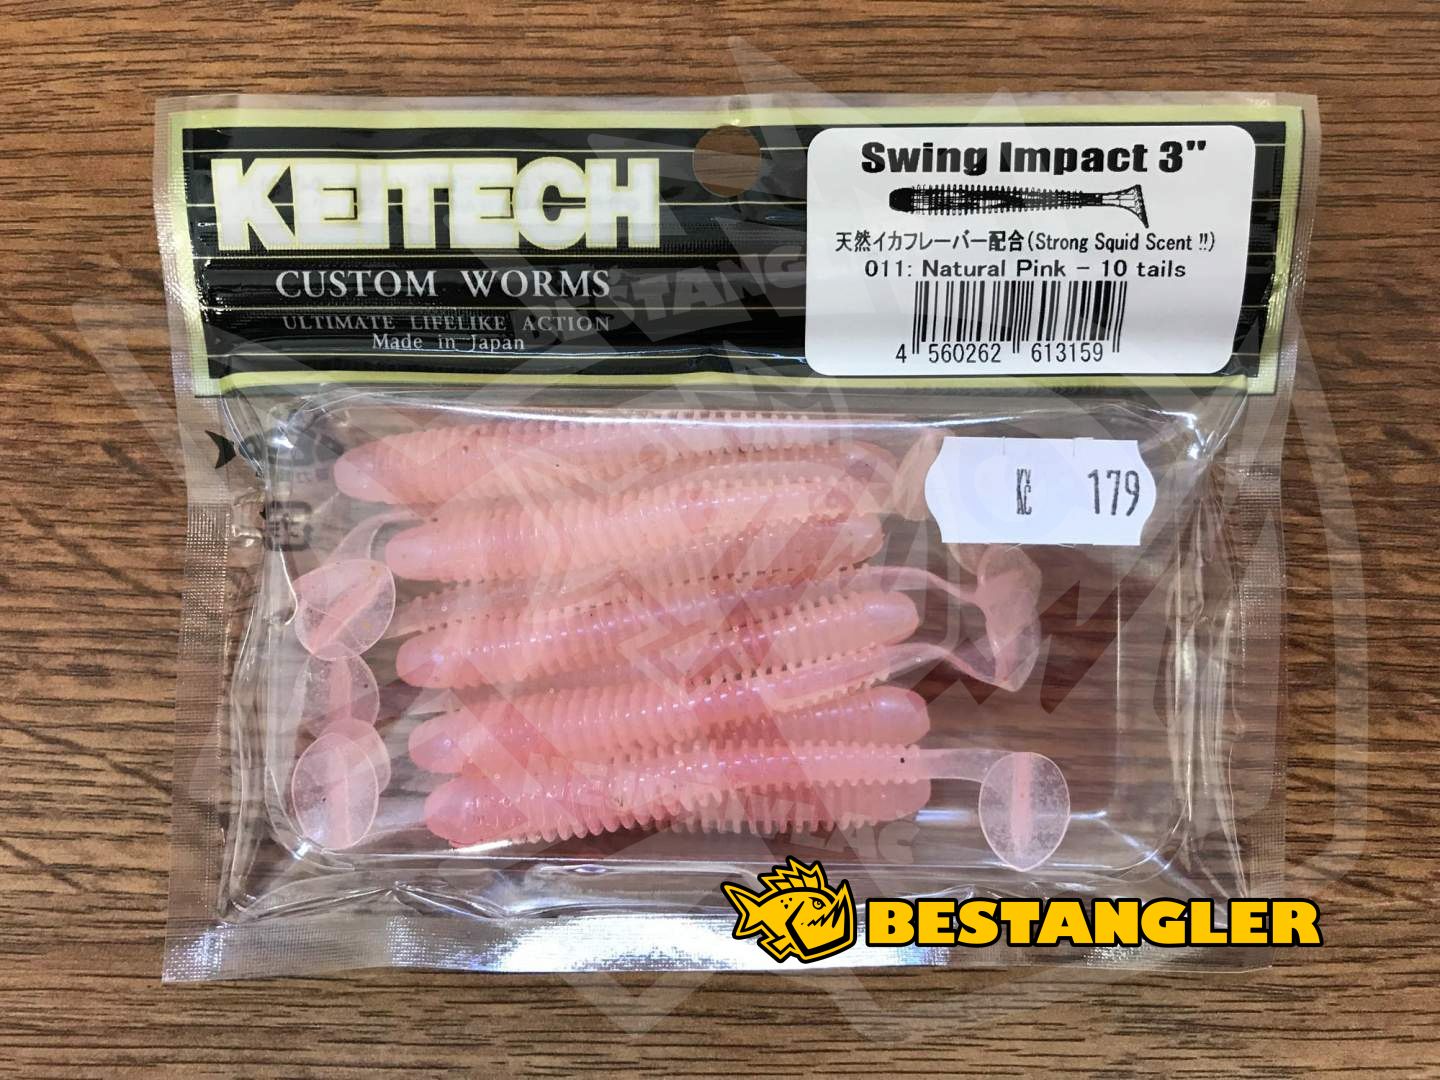 KEITECH
CUSTOM WORMS
ULTIMATE LIFELIKE ACTION
Made in Japan
Swing Impact 3"
天然イカフレーバー配合(Strong Squid Scent !!)
011: Natural Pink - 10 tails
4 560262 613159
Kč 179
BESTANGLER
BESTANGLER